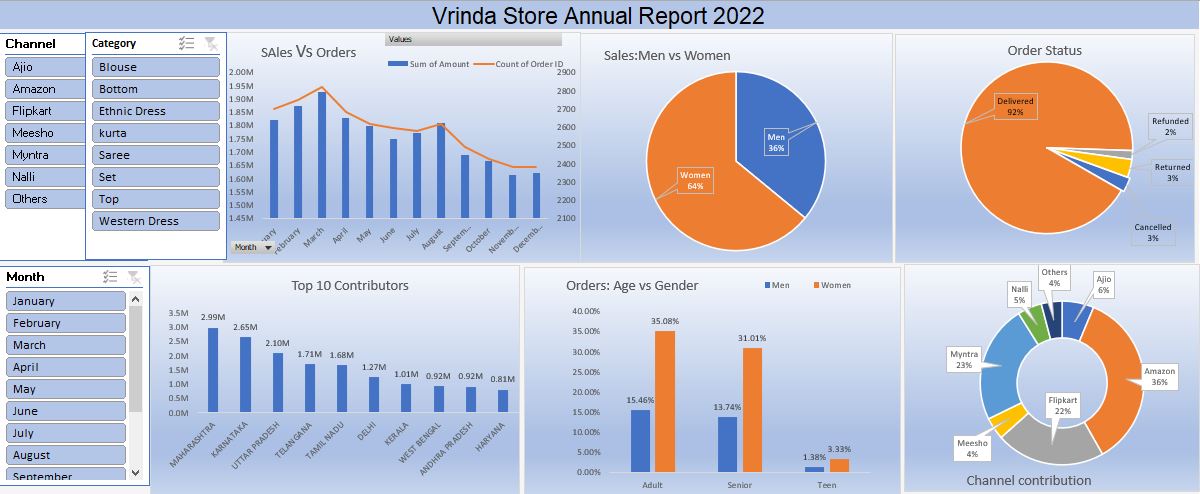 Vrinda Store Annual Report 2022
Channel
Ajio
Amazon
Flipkart
Meesho
Myntra
Nalli
Others
Category
Blouse
Bottom
Ethnic Dress
kurta
Saree
Set
Top
Western Dress
SAles Vs Orders
Values
Sum of Amount
Count of Order ID
2.00M
1.95M
1.90M
1.85M
1.80M
1.75M
1.70M
1.65M
1.60M
1.55M
1.50M
1.45M
2900
2800
2700
2600
2500
2400
2300
2200
2100
February
March
April
May
June
July
August
Septem...
October
Novemb...
Decemb...
Month
Sales:Men vs Women
Men
36%
Women
64%
Order Status
Delivered
92%
Refunded
2%
Returned
3%
Cancelled
3%
Month
January
February
March
April
May
June
July
August
September
Top 10 Contributors
3.5M
3.0M
2.5M
2.0M
1.5M
1.0M
0.5M
0.0M
2.99M
2.65M
2.10M
1.71M
1.68M
1.27M
1.01M
0.92M
0.92M
0.81M
MAHARASHTRA
KARNATAKA
UTTAR PRADESH
TELANGANA
TAMIL NADU
DELHI
KERALA
WEST BENGAL
ANDHRA PRADESH
HARYANA
Orders: Age vs Gender
Men
Women
40.00%
35.00%
30.00%
25.00%
20.00%
15.00%
10.00%
5.00%
0.00%
15.46%
35.08%
13.74%
31.01%
1.38%
3.33%
Adult
Senior
Teen
Others
4%
Ajio
6%
Nalli
5%
Myntra
23%
Amazon
36%
Flipkart
22%
Meesho
4%
Channel contribution